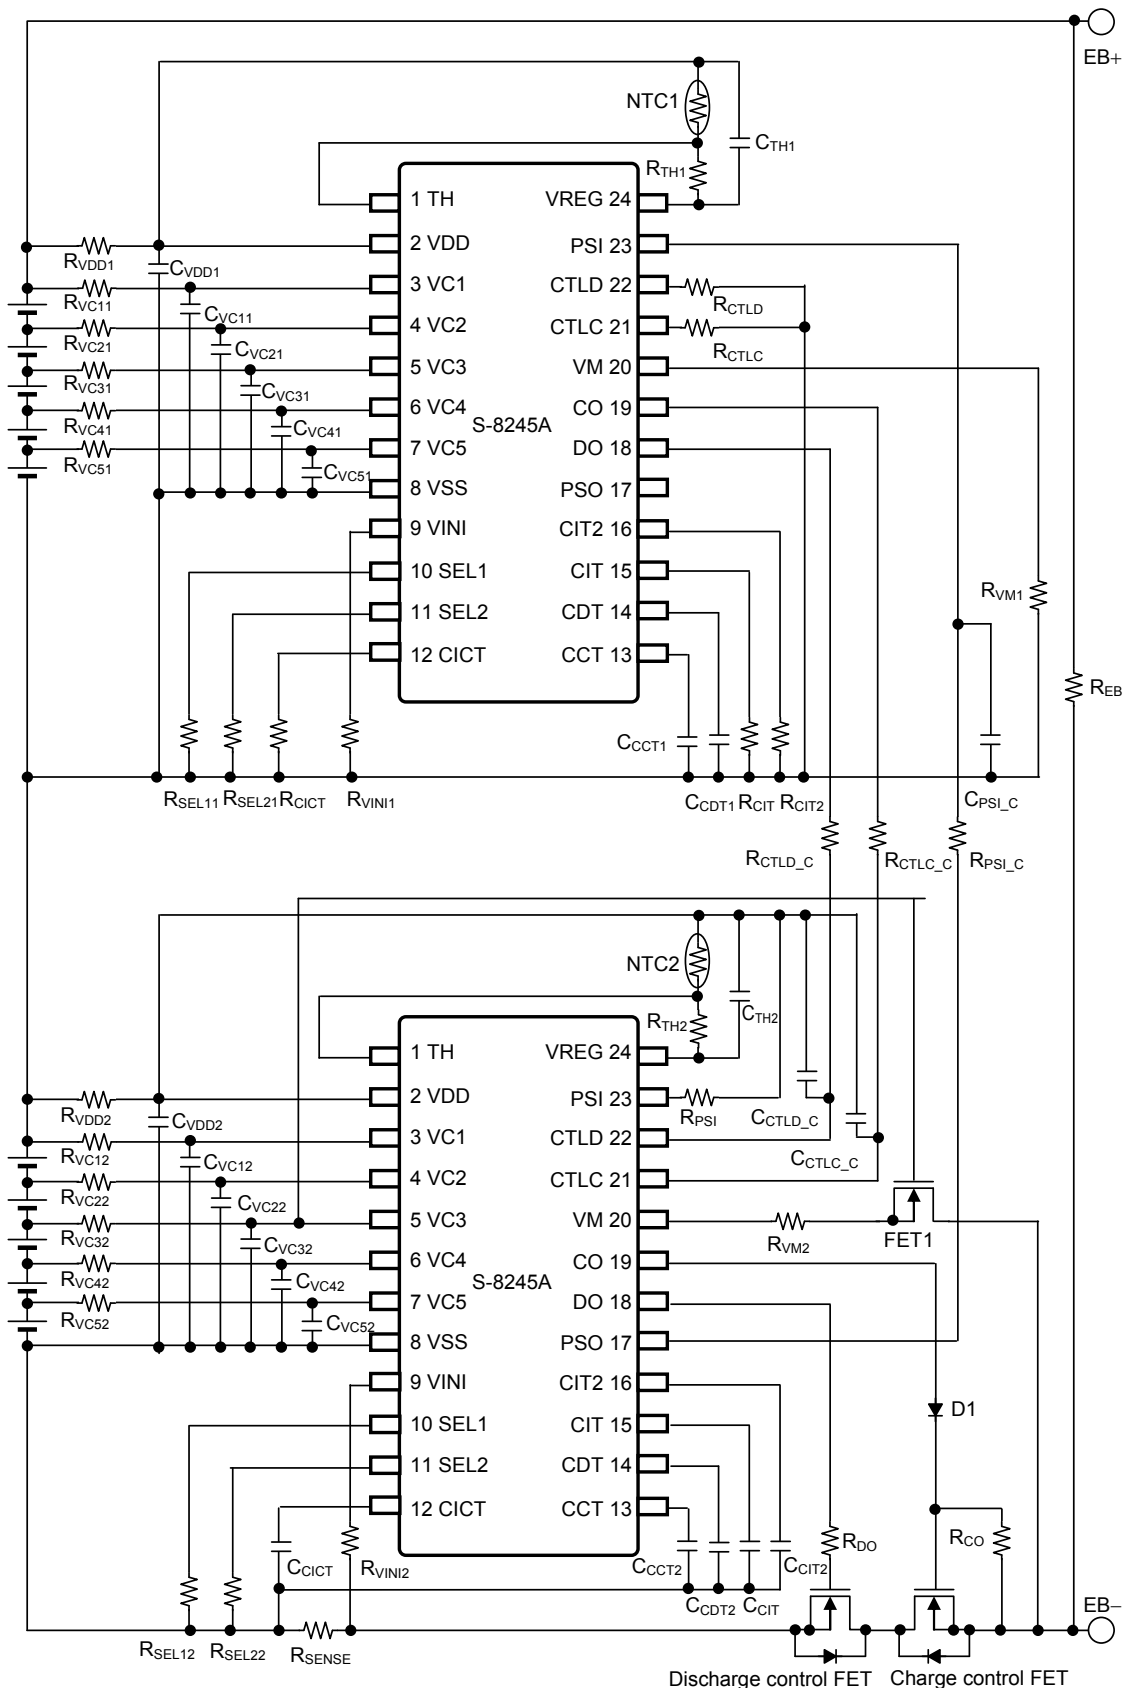 EB+
NTC1
CTH1
RTH1
1 TH
VREG 24
2 VDD
PSI 23
RVDD1
CVDD1
3 VC1
CTLD 22
RVC11
CVC11
RCTLD
4 VC2
CTLC 21
RVC21
CVC21
RCTLC
5 VC3
VM 20
RVC31
CVC31
6 VC4
CO 19
RVC41
CVC41
S-8245A
7 VC5
DO 18
RVC51
CVC51
8 VSS
PSO 17
9 VINI
CIT2 16
10 SEL1
CIT 15
RVM1
11 SEL2
CDT 14
12 CICT
CCT 13
REB
CCCT1
RSEL11
RSEL21
RCICT
RVINI1
CCDT1
RCIT
RCIT2
CPSI_C
RCTLD_C
RCTLC_C
RPSI_C
NTC2
CTH2
RTH2
1 TH
VREG 24
2 VDD
PSI 23
RVDD2
CVDD2
RPSI
CCTLD_C
3 VC1
CTLD 22
RVC12
CVC12
CCTLC_C
4 VC2
CTLC 21
RVC22
CVC22
5 VC3
VM 20
RVC32
CVC32
RVM2
FET1
6 VC4
CO 19
RVC42
CVC42
S-8245A
7 VC5
DO 18
RVC52
CVC52
8 VSS
PSO 17
9 VINI
CIT2 16
10 SEL1
CIT 15
D1
11 SEL2
CDT 14
12 CICT
CCT 13
CCICT
RVINI2
CCCT2
CCIT2
RDO
RCO
CCDT2
CCIT
EB−
RSEL12
RSEL22
RSENSE
Discharge control FET
Charge control FET